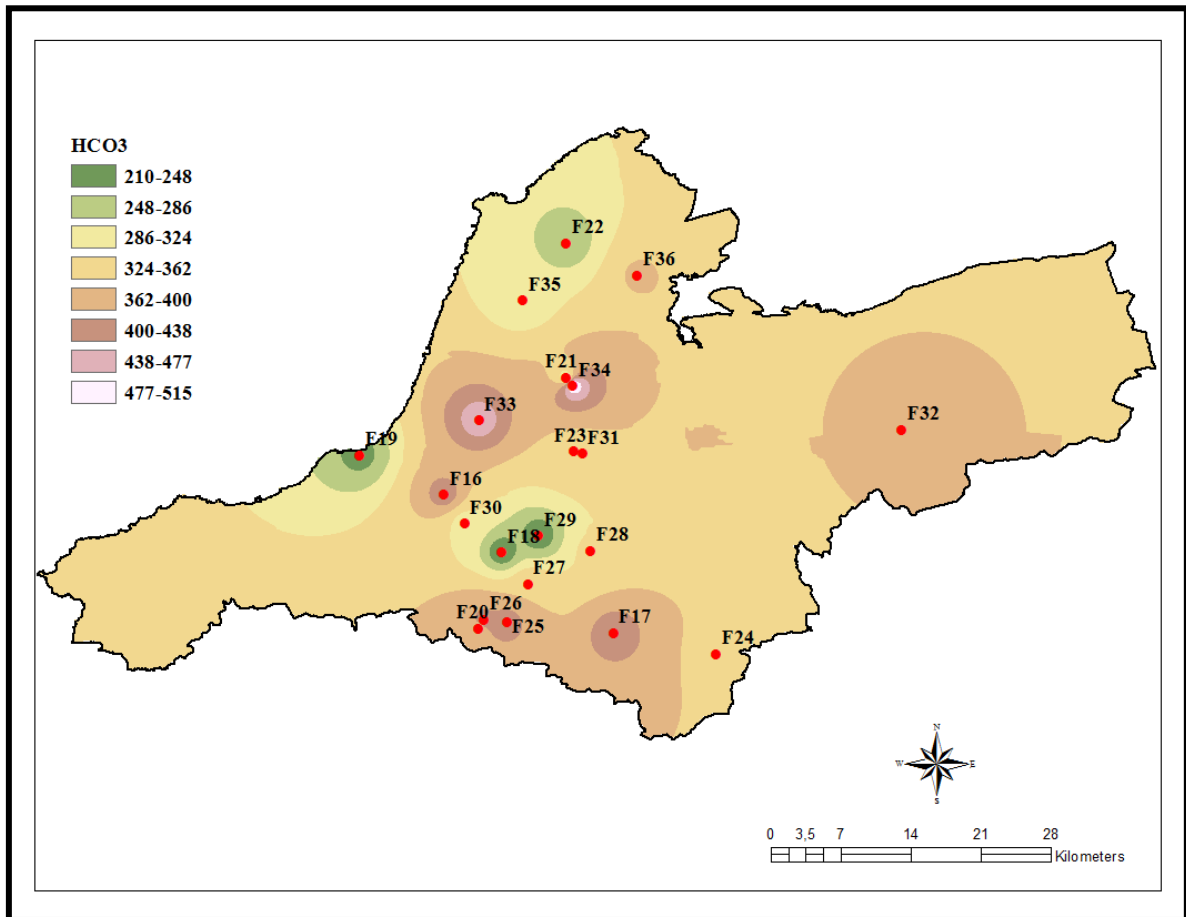 HCO3
210-248
248-286
286-324
324-362
362-400
400-438
438-477
477-515
F22
F36
F35
F21
F34
F33
F32
E19
F23 F31
F16
F30
F29
F18
F28
F27
F26
F20
F25
F17
F24
N
W E
S
0 3,5 7 14 21 28
Kilometers